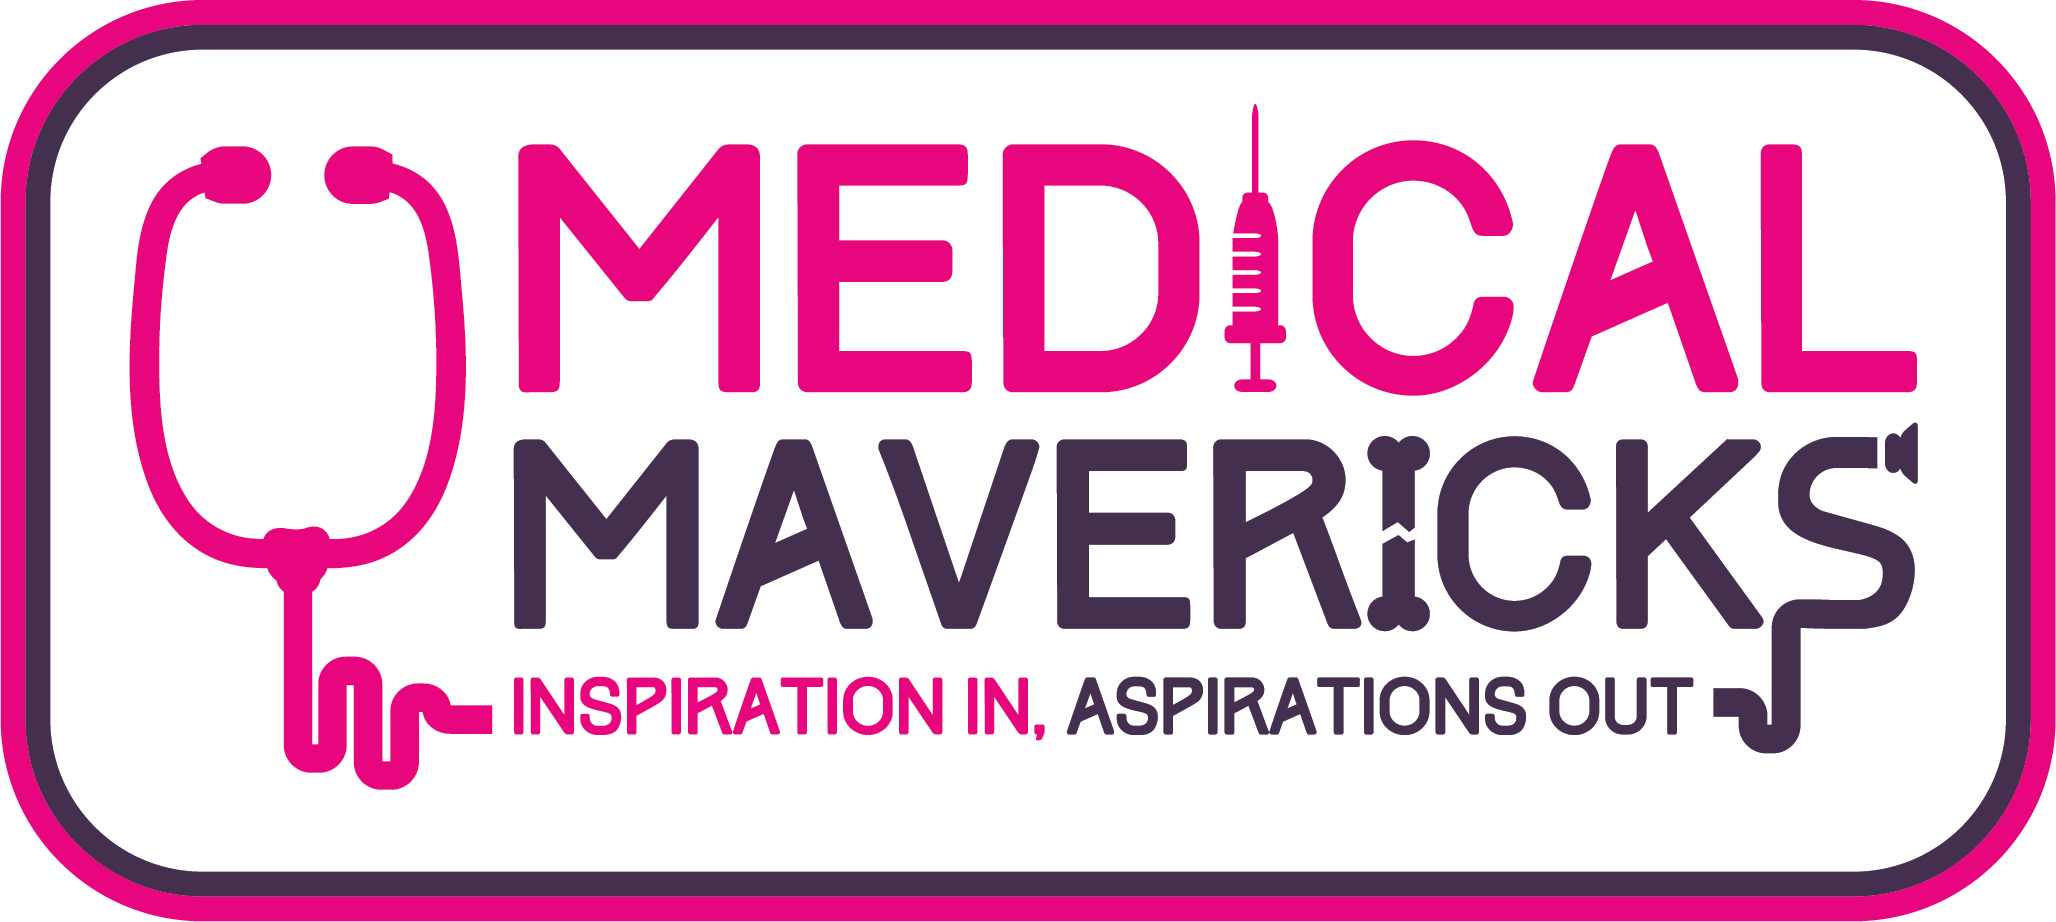 MEDICAL
MAVERICKS
INSPIRATION IN, ASPIRATIONS OUT